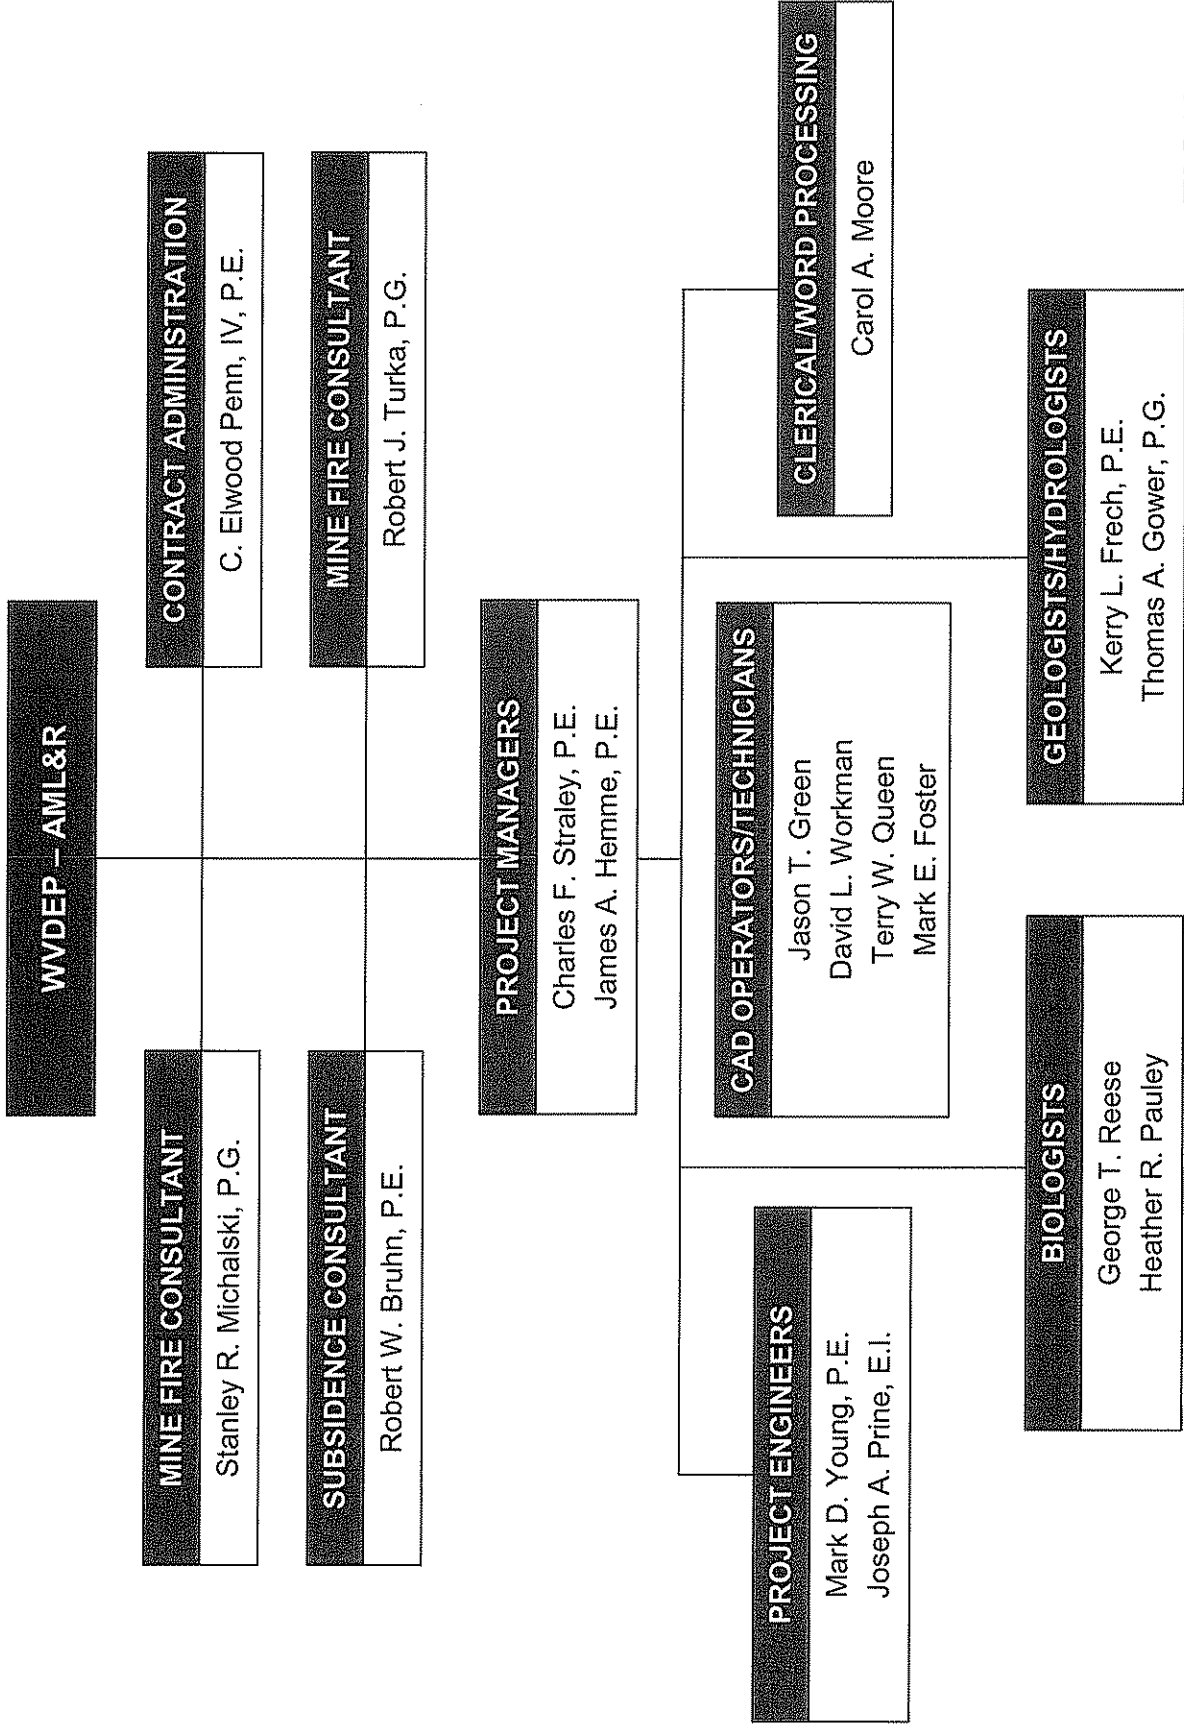 WVDEP – AML&R
MINE FIRE CONSULTANT
Stanley R. Michalski, P.G.
CONTRACT ADMINISTRATION
C. Elwood Penn, IV, P.E.
SUBSIDENCE CONSULTANT
Robert W. Bruhn, P.E.
MINE FIRE CONSULTANT
Robert J. Turka, P.G.
PROJECT MANAGERS
Charles F. Straley, P.E.
James A. Hemme, P.E.
PROJECT ENGINEERS
Mark D. Young, P.E.
Joseph A. Prine, E.I.
CAD OPERATORS/TECHNICIANS
Jason T. Green
David L. Workman
Terry W. Queen
Mark E. Foster
CLERICAL/WORD PROCESSING
Carol A. Moore
BIOLOGISTS
George T. Reese
Heather R. Pauley
GEOLOGISTS/HYDROLOGISTS
Kerry L. Frech, P.E.
Thomas A. Gower, P.G.